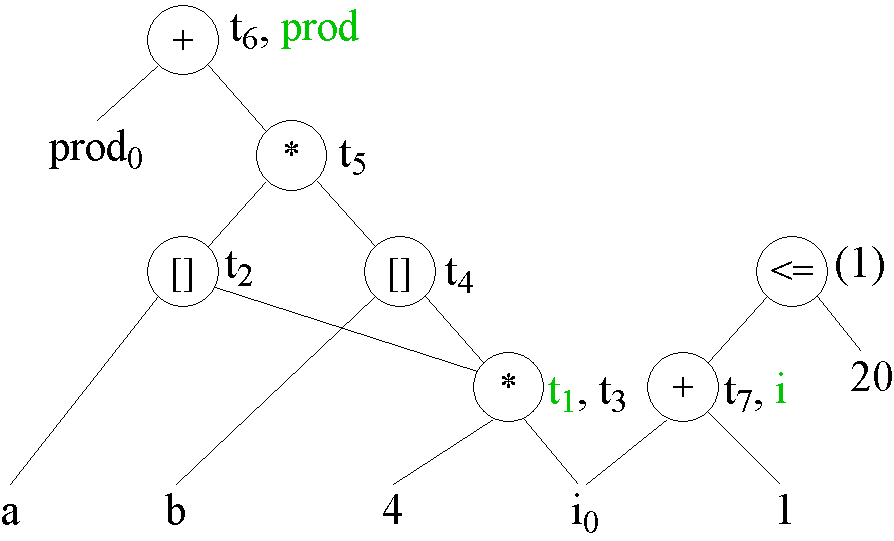 + t₆, prod
prod₀
* t₅
[] t₂ [] t₄ <= (1)
20
* t₁, t₃ + t₇, i
a b 4 i₀ 1